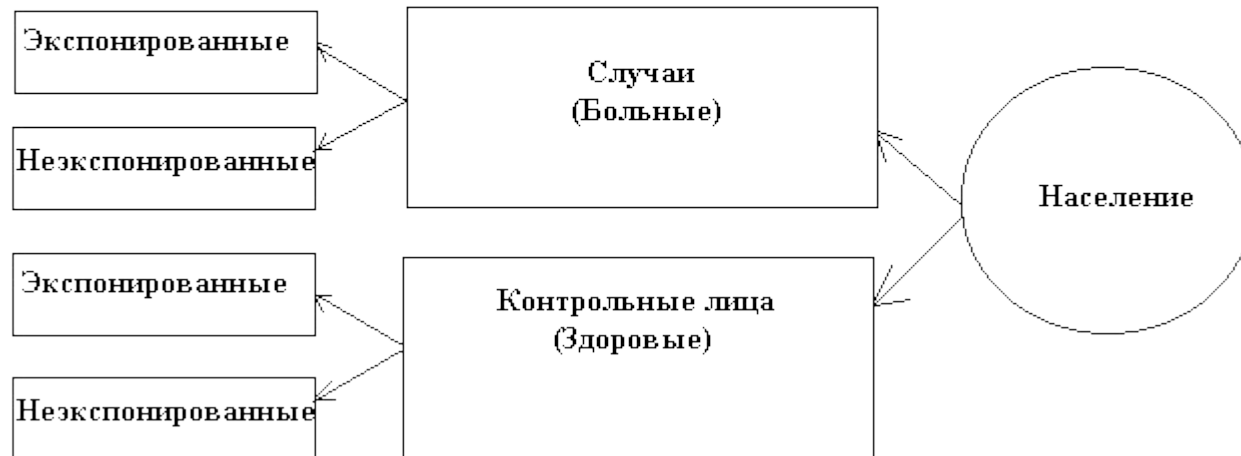 Экспонированные
Неэкспонированные
Случаи
(Больные)
Население
Экспонированные
Неэкспонированные
Контрольные лица
(Здоровые)